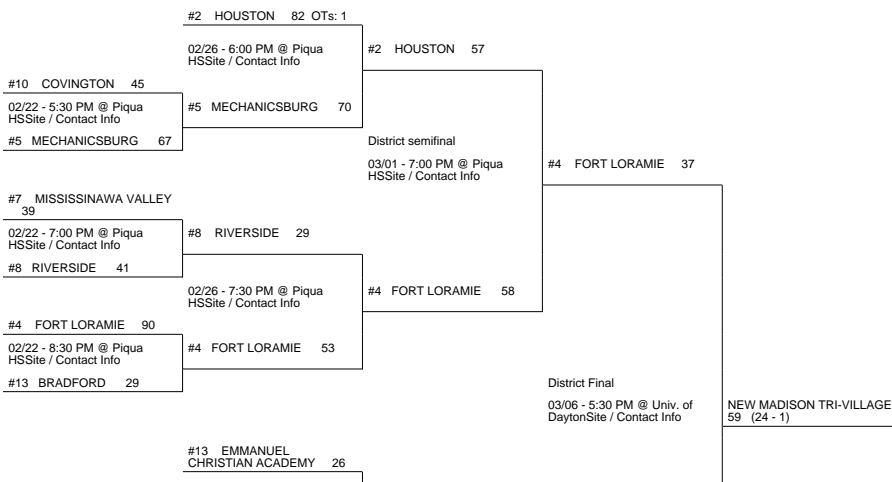 #2 HOUSTON 82 OTs: 1
02/26 - 6:00 PM @ Piqua
HSSite / Contact Info
#2 HOUSTON 57
#10 COVINGTON 45
02/22 - 5:30 PM @ Piqua
HSSite / Contact Info
#5 MECHANICSBURG 70
#5 MECHANICSBURG 67
District semifinal
03/01 - 7:00 PM @ Piqua
HSSite / Contact Info
#4 FORT LORAMIE 37
#7 MISSISSINAWA VALLEY
39
02/22 - 7:00 PM @ Piqua
HSSite / Contact Info
#8 RIVERSIDE 29
#8 RIVERSIDE 41
02/26 - 7:30 PM @ Piqua
HSSite / Contact Info
#4 FORT LORAMIE 58
#4 FORT LORAMIE 90
02/22 - 8:30 PM @ Piqua
HSSite / Contact Info
#4 FORT LORAMIE 53
#13 BRADFORD 29
District Final
03/06 - 5:30 PM @ Univ. of
DaytonSite / Contact Info
NEW MADISON TRI-VILLAGE
59 (24 - 1)
#13 EMMANUEL
CHRISTIAN ACADEMY 26